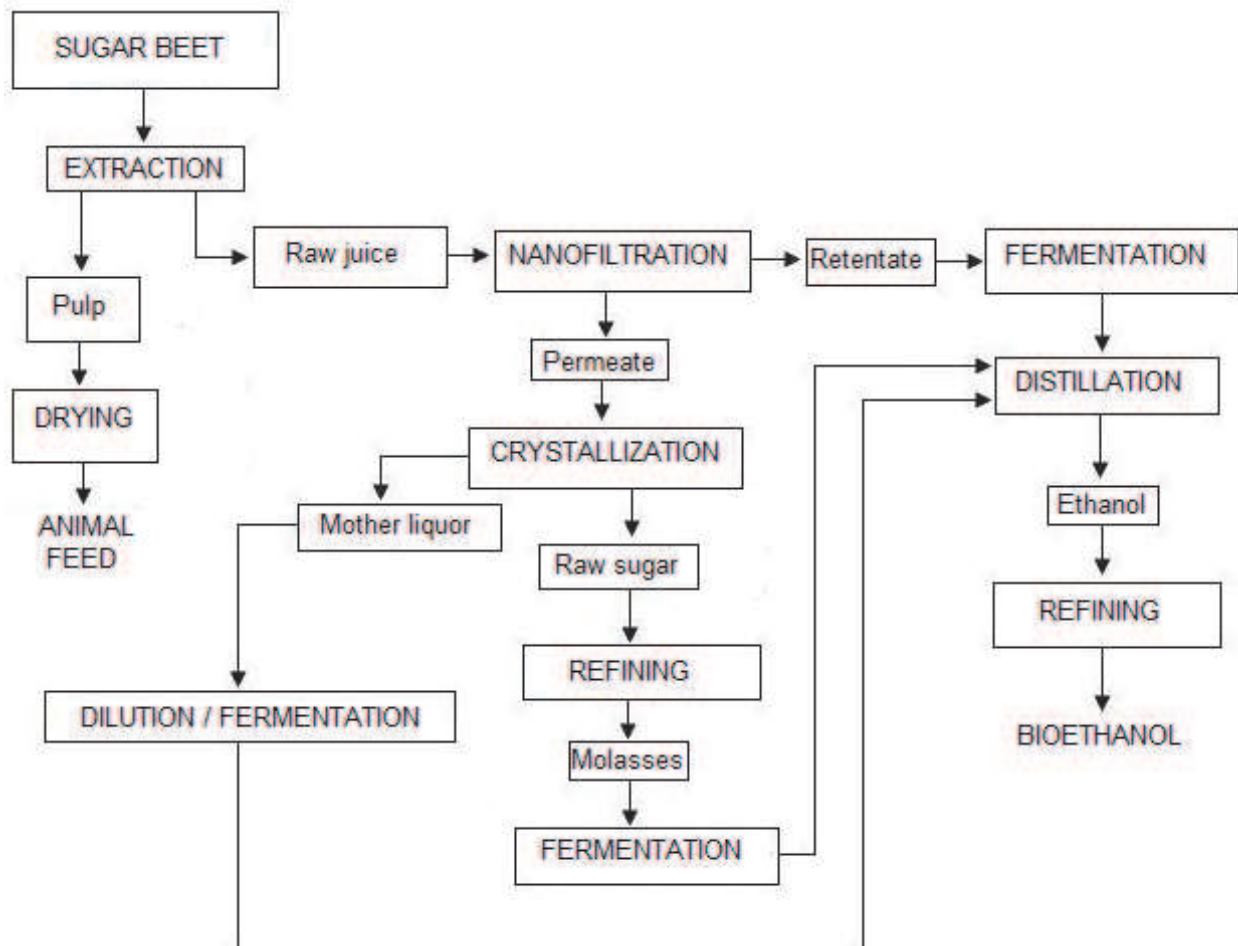 SUGAR BEET
EXTRACTION
Raw juice
NANOFILTRATION
Retentate
FERMENTATION
Pulp
Permeate
DISTILLATION
DRYING
CRYSTALLIZATION
Mother liquor
Ethanol
ANIMAL
FEED
Raw sugar
REFINING
REFINING
DILUTION / FERMENTATION
BIOETHANOL
Molasses
FERMENTATION